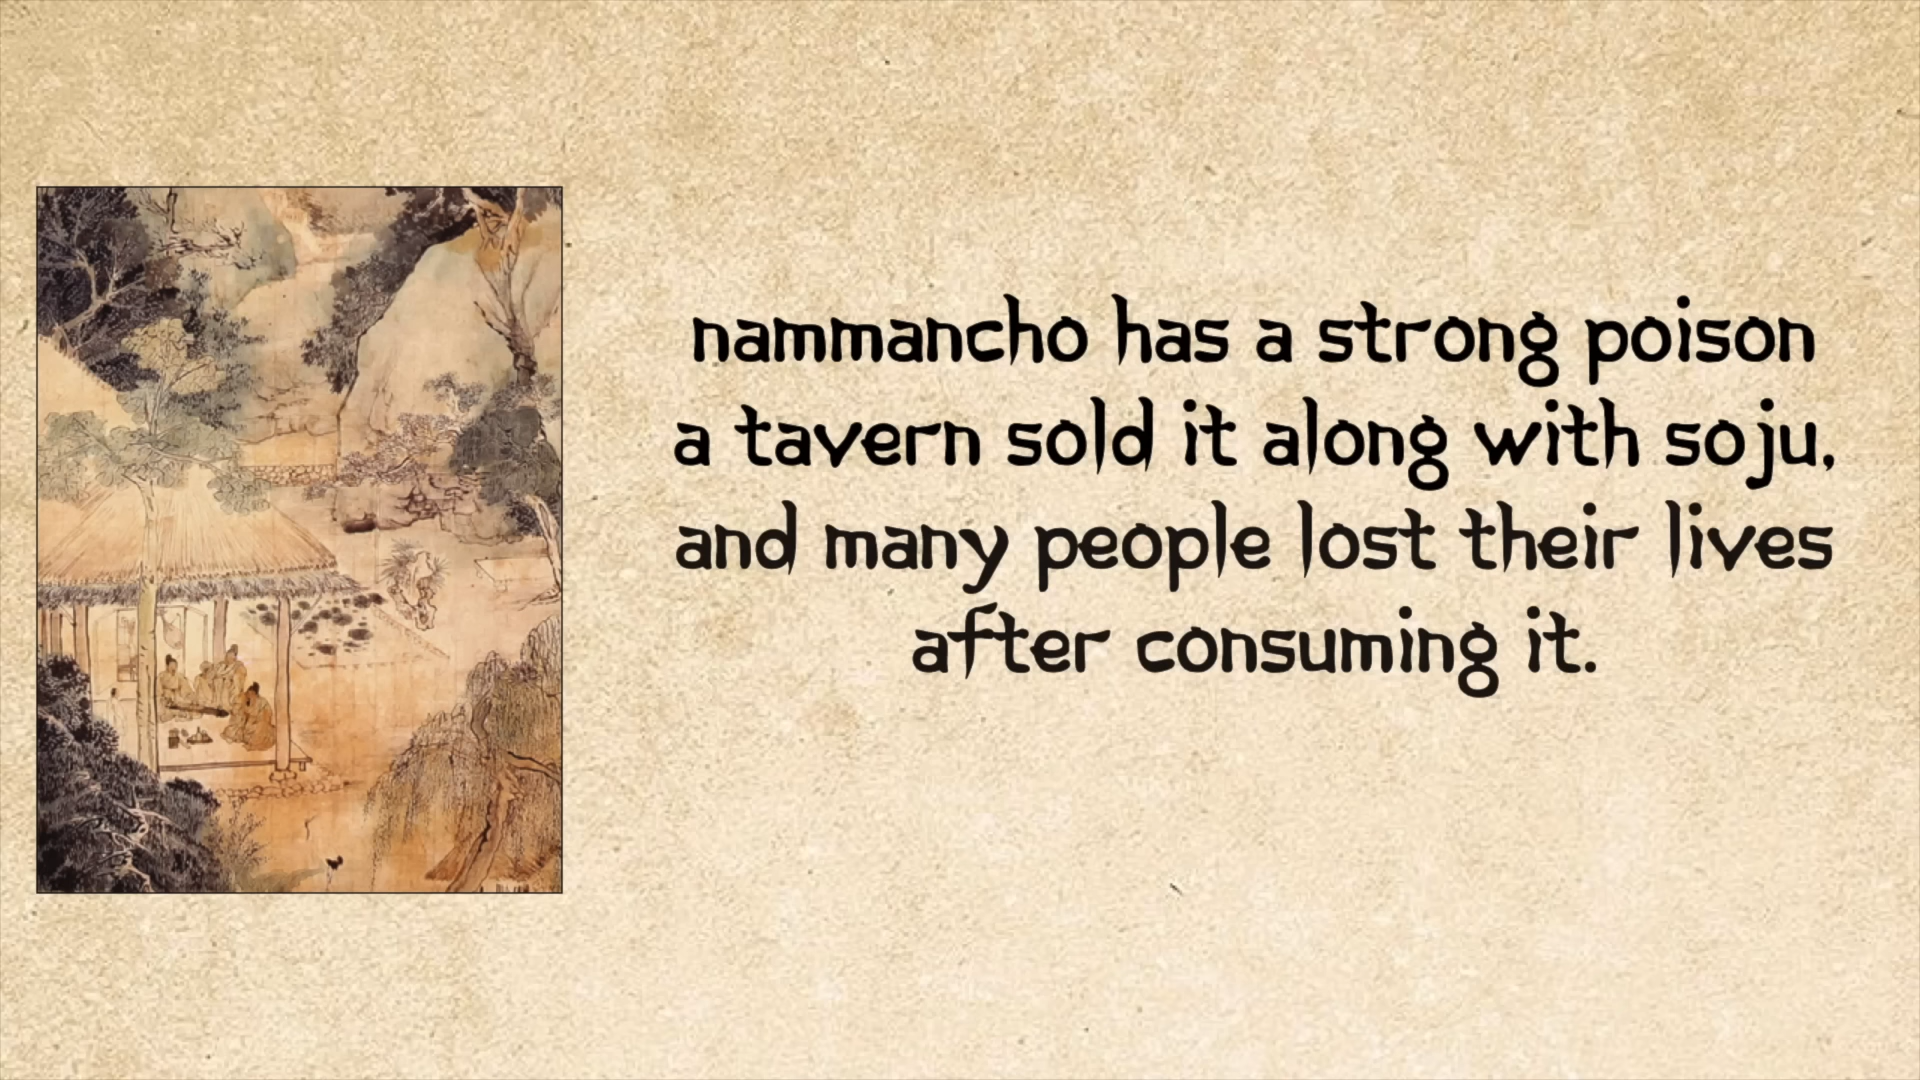 nammancho has a strong poison
a tavern sold it along with soju,
and many people lost their lives
after consuming it.